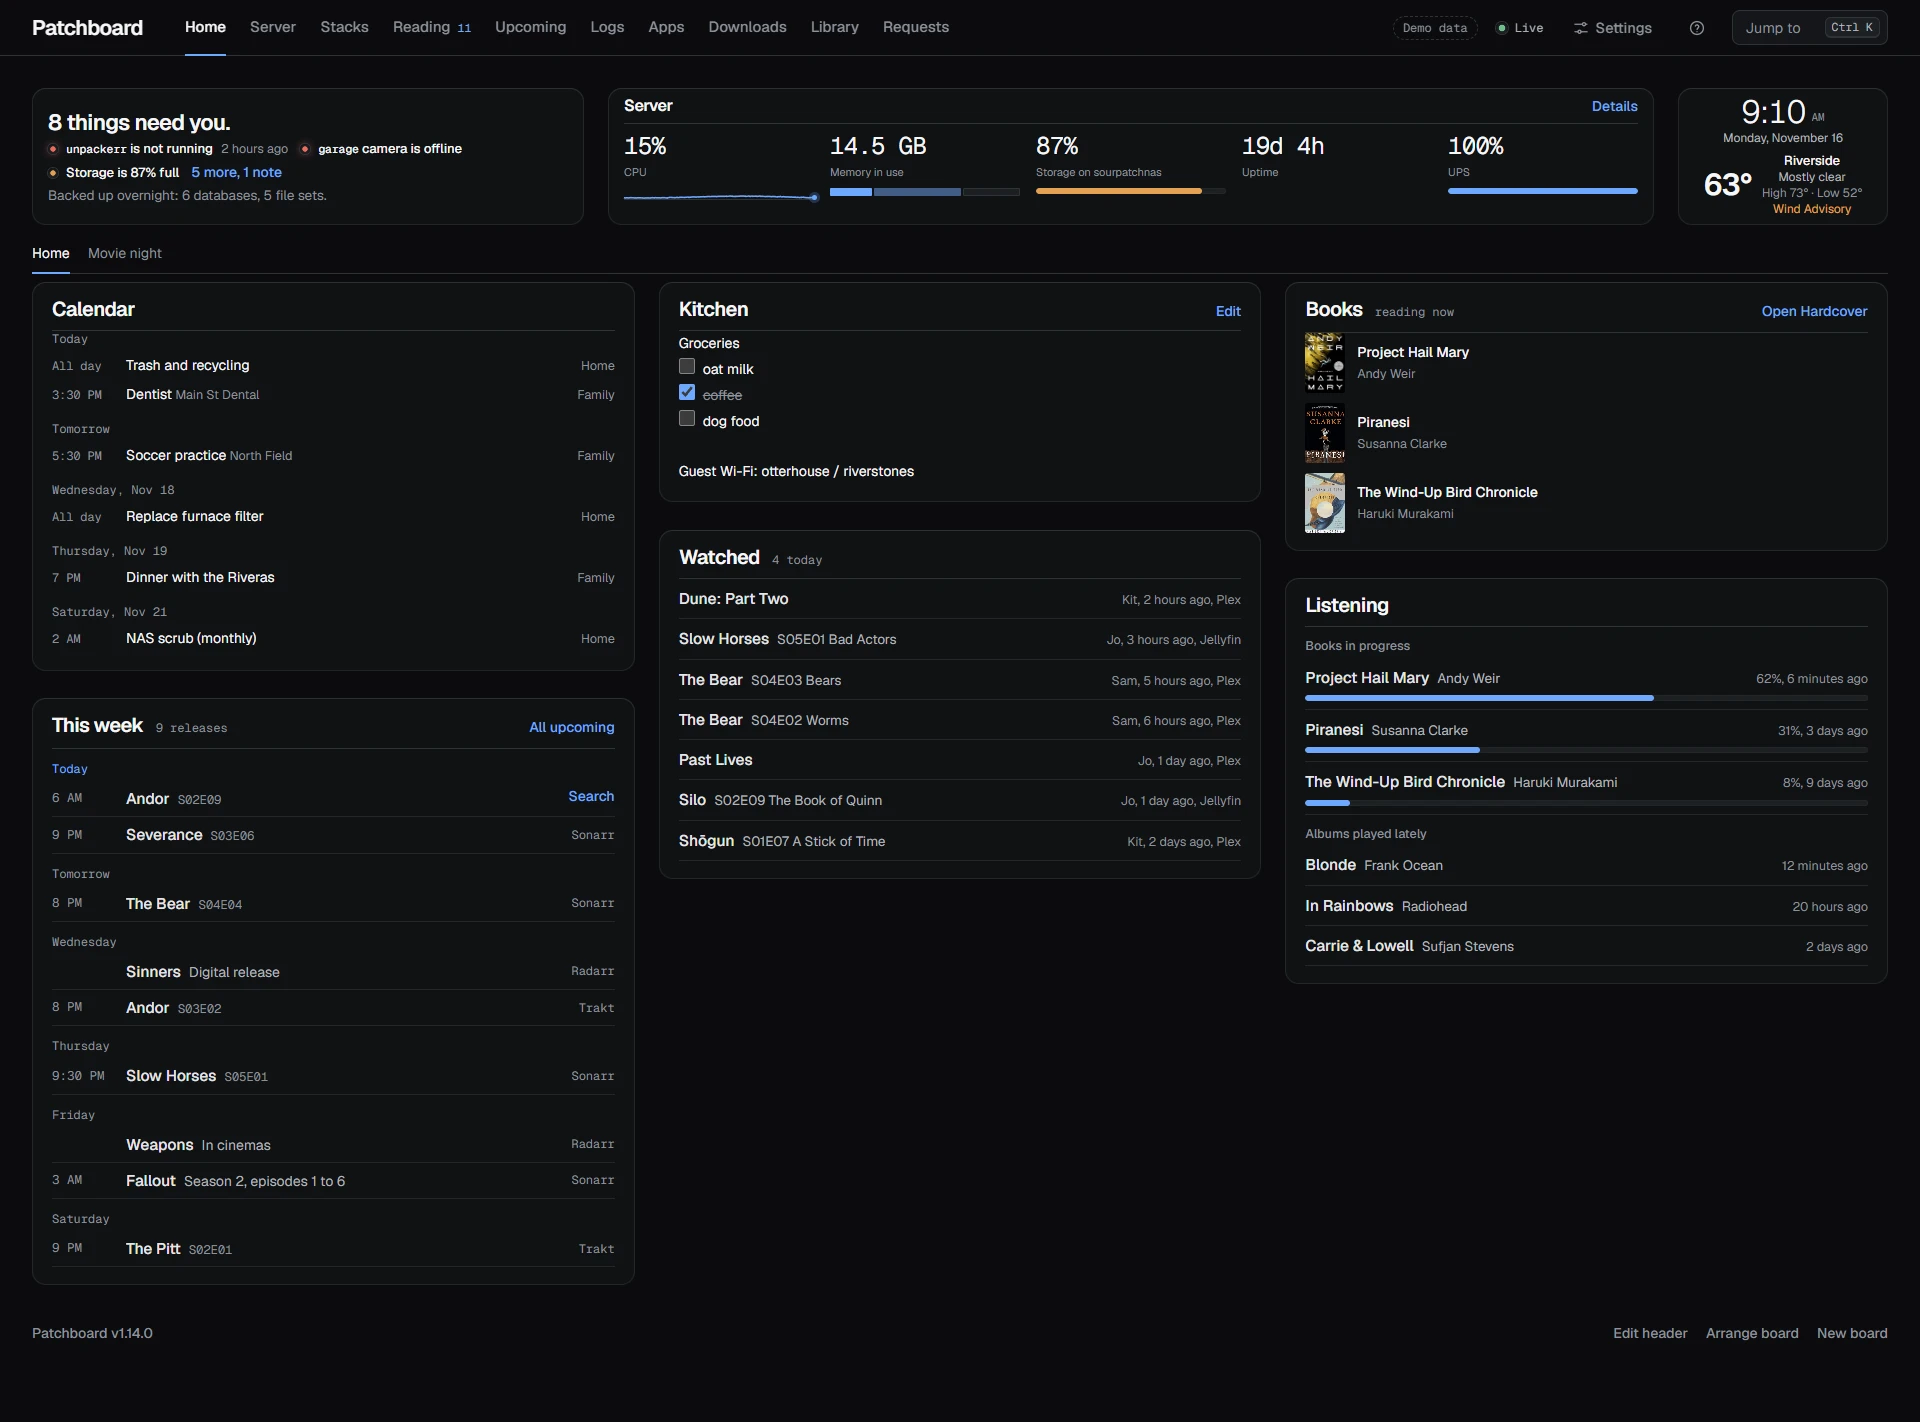 Patchboard Home Server Stacks Reading 11 Upcoming Logs Apps Downloads Library Requests Demo data Live Settings Jump to Ctrl K
8 things need you.
unpackerr is not running 2 hours ago garage camera is offline
Storage is 87% full 5 more, 1 note
Backed up overnight: 6 databases, 5 file sets.
Server Details
15% 14.5 GB 87% 19d 4h 100%
CPU Memory in use Storage on sourpatchnas Uptime UPS
9:10 AM
Monday, November 16
63°
Riverside
Mostly clear
High 73° · Low 52°
Wind Advisory
Home Movie night
Calendar
Today
All day Trash and recycling Home
3:30 PM Dentist Main St Dental Family
Tomorrow
5:30 PM Soccer practice North Field Family
Wednesday, Nov 18
All day Replace furnace filter Home
Thursday, Nov 19
7 PM Dinner with the Riveras Family
Saturday, Nov 21
2 AM NAS scrub (monthly) Home
This week 9 releases All upcoming
Today
6 AM Andor S02E09 Search
9 PM Severance S03E06 Sonarr
Tomorrow
8 PM The Bear S04E04 Sonarr
Wednesday
Sinners Digital release Radarr
8 PM Andor S03E02 Trakt
Thursday
9:30 PM Slow Horses S05E01 Sonarr
Friday
Weapons In cinemas Radarr
3 AM Fallout Season 2, episodes 1 to 6 Sonarr
Saturday
9 PM The Pitt S02E01 Trakt
Kitchen Edit
Groceries
oat milk
coffee
dog food
Guest Wi-Fi: otterhouse / riverstones
Watched 4 today
Dune: Part Two Kit, 2 hours ago, Plex
Slow Horses S05E01 Bad Actors Jo, 3 hours ago, Jellyfin
The Bear S04E03 Bears Sam, 5 hours ago, Plex
The Bear S04E02 Worms Sam, 6 hours ago, Plex
Past Lives Jo, 1 day ago, Plex
Silo S02E09 The Book of Quinn Jo, 1 day ago, Jellyfin
Shōgun S01E07 A Stick of Time Kit, 2 days ago, Plex
Books reading now Open Hardcover
ANDY
WEIR
HAIL
MARY
Project Hail Mary
Andy Weir
SUSANNA
CLARKE
PIRANESI
Piranesi
Susanna Clarke
The Wind-Up Bird Chronicle
Haruki Murakami
Listening
Books in progress
Project Hail Mary Andy Weir 62%, 6 minutes ago
Piranesi Susanna Clarke 31%, 3 days ago
The Wind-Up Bird Chronicle Haruki Murakami 8%, 9 days ago
Albums played lately
Blonde Frank Ocean 12 minutes ago
In Rainbows Radiohead 20 hours ago
Carrie & Lowell Sufjan Stevens 2 days ago
Patchboard v1.14.0 Edit header Arrange board New board